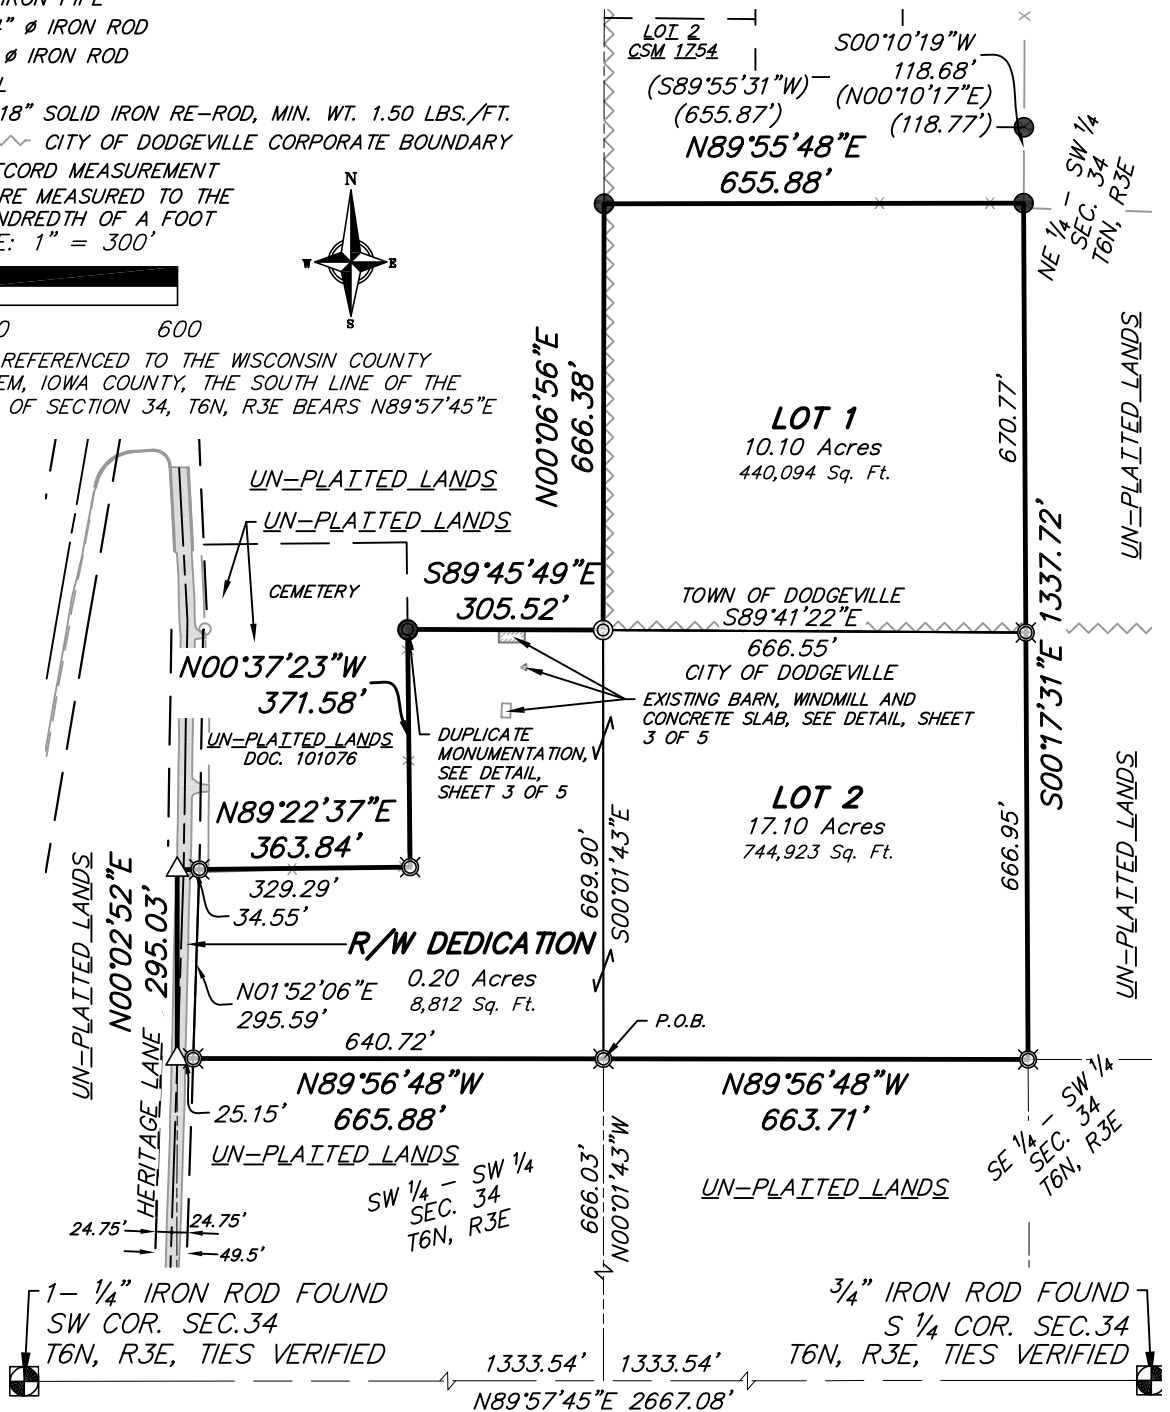 IRON PIPE
" ø IRON ROD
ø IRON ROD
18" SOLID IRON RE-ROD, MIN. WT. 1.50 LBS./FT.
CITY OF DODGEVILLE CORPORATE BOUNDARY
CORD MEASUREMENT
RE MEASURED TO THE
NDREDTH OF A FOOT
E: 1" = 300'
0 600
REFERENCED TO THE WISCONSIN COUNTY
EM, IOWA COUNTY, THE SOUTH LINE OF THE
OF SECTION 34, T6N, R3E BEARS N89°57'45"E
N
W E
S
LOT 2
CSM 1754
(S89°55'31"W)
(655.87')
N89°55'48"E
655.88'
S00°10'19"W
118.68'
(N00°10'17"E)
(118.77')
NE 1/4 - SW 1/4
SEC. 34
T6N, R3E
N00°06'56"E
666.38'
LOT 1
10.10 Acres
440,094 Sq. Ft.
670.77'
UN-PLATTED LANDS
S00°17'31"E 1337.72'
UN-PLATTED LANDS
UN-PLATTED LANDS
CEMETERY
S89°45'49"E
305.52'
TOWN OF DODGEVILLE
S89°41'22"E
666.55'
CITY OF DODGEVILLE
EXISTING BARN, WINDMILL AND
CONCRETE SLAB, SEE DETAIL, SHEET
3 OF 5
N00°37'23"W
371.58'
UN-PLATTED LANDS
DOC. 101076
DUPLICATE
MONUMENTATION,
SEE DETAIL,
SHEET 3 OF 5
N89°22'37"E
363.84'
329.29'
34.55'
LOT 2
17.10 Acres
744,923 Sq. Ft.
669.90'
S00°01'43"E
666.95'
UN-PLATTED LANDS
UN-PLATTED LANDS
N00°02'52"E
295.03'
R/W DEDICATION
0.20 Acres
8,812 Sq. Ft.
N01°52'06"E
295.59'
640.72'
P.O.B.
N89°56'48"W
665.88'
25.15'
N89°56'48"W
663.71'
HERITAGE LANE
UN-PLATTED LANDS
SW 1/4 - SW 1/4
SEC. 34
T6N, R3E
666.03'
N00°01'43"W
UN-PLATTED LANDS
SE 1/4 - SW 1/4
SEC. 34
T6N, R3E
24.75' 24.75'
49.5'
1- 1/4" IRON ROD FOUND
SW COR. SEC.34
T6N, R3E, TIES VERIFIED
3/4" IRON ROD FOUND
S 1/4 COR. SEC.34
T6N, R3E, TIES VERIFIED
1333.54' 1333.54'
N89°57'45"E 2667.08'